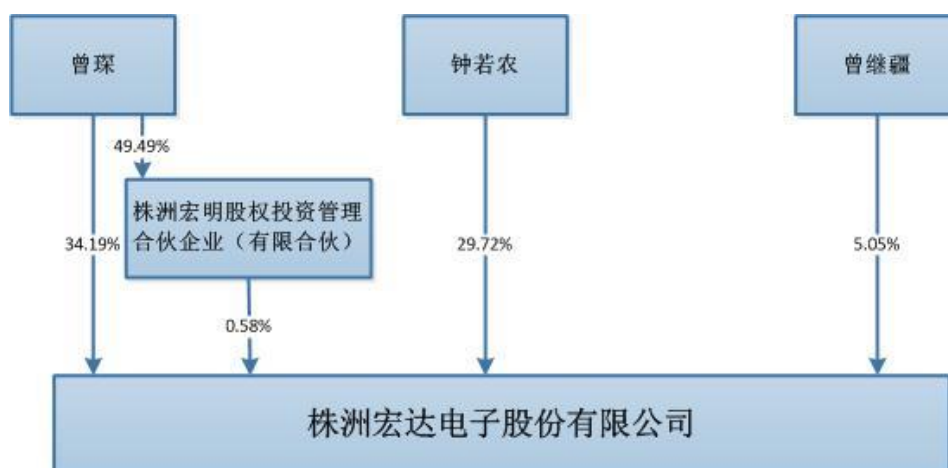 曾琛
钟若农
曾继疆
49.49%
株洲宏明股权投资管理
合伙企业（有限合伙）
34.19%
29.72%
5.05%
0.58%
株洲宏达电子股份有限公司